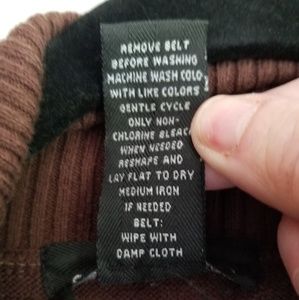 REMOVE BELT
BEFORE WASHING
MACHINE WASH COLD
WITH LIKE COLORS
GENTLE CYCLE
ONLY NON-
CHLORINE BLEACH
WHEN NEEDED
RESHAPE AND
LAY FLAT TO DRY
MEDIUM IRON
IF NEEDED
BELT:
WIPE WITH
DAMP CLOTH